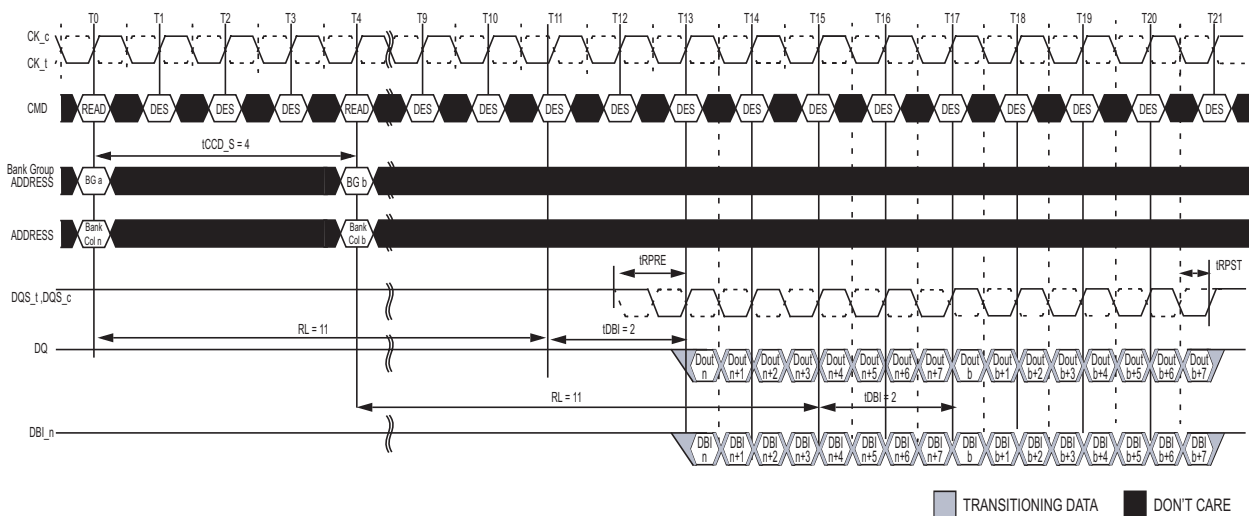 T0 T1 T2 T3 T4 T9 T10 T11 T12 T13 T14 T15 T16 T17 T18 T19 T20 T21
CK_c
CK_t
CMD READ DES DES DES READ DES DES DES DES DES DES DES DES DES DES DES DES DES
tCCD_S = 4
Bank Group
ADDRESS BG a BG b
ADDRESS Bank Col n Bank Col b
tRPRE tRPST
DQS_t ,DQS_c
RL = 11 tDBI = 2
DQ Dout n Dout n+1 Dout n+2 Dout n+3 Dout n+4 Dout n+5 Dout n+6 Dout n+7 Dout b Dout b+1 Dout b+2 Dout b+3 Dout b+4 Dout b+5 Dout b+6 Dout b+7
RL = 11 tDBI = 2
DBI_n DBI n DBI n+1 DBI n+2 DBI n+3 DBI n+4 DBI n+5 DBI n+6 DBI n+7 DBI b DBI b+1 DBI b+2 DBI b+3 DBI b+4 DBI b+5 DBI b+6 DBI b+7
TRANSITIONING DATA DON'T CARE